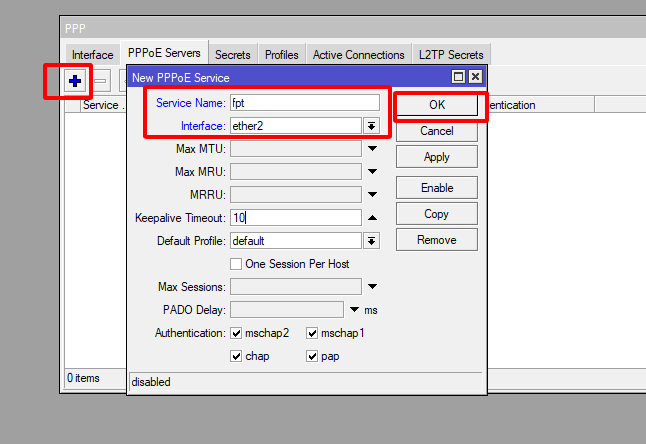 PPP
Interface PPPoE Servers Secrets Profiles Active Connections L2TP Secrets
New PPPoE Service
Service . entication
Service Name: fpt OK
Interface: ether2 Cancel
Max MTU: Apply
Max MRU:
MRRU: Enable
Keepalive Timeout: 10 Copy
Default Profile: default Remove
One Session Per Host
Max Sessions:
PADO Delay: ms
Authentication: mschap2 mschap1
chap pap
0 items
disabled